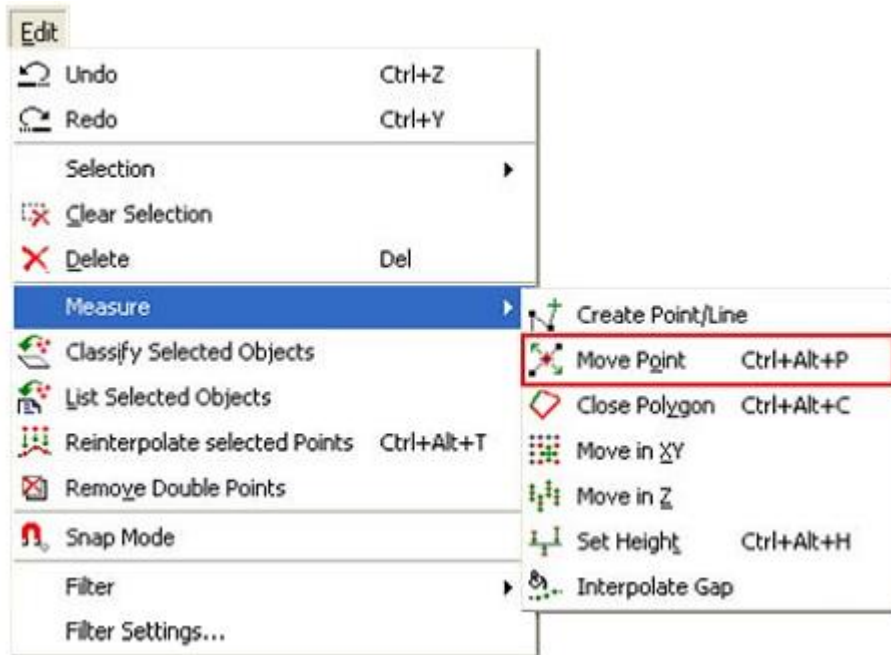 Edit
Undo Ctrl+Z
Redo Ctrl+Y
Selection
Clear Selection
Delete Del
Measure
Classify Selected Objects
List Selected Objects
Reinterpolate selected Points Ctrl+Alt+T
Remove Double Points
Snap Mode
Filter
Filter Settings...
Create Point/Line
Move Point Ctrl+Alt+P
Close Polygon Ctrl+Alt+C
Move in XY
Move in Z
Set Height Ctrl+Alt+H
Interpolate Gap